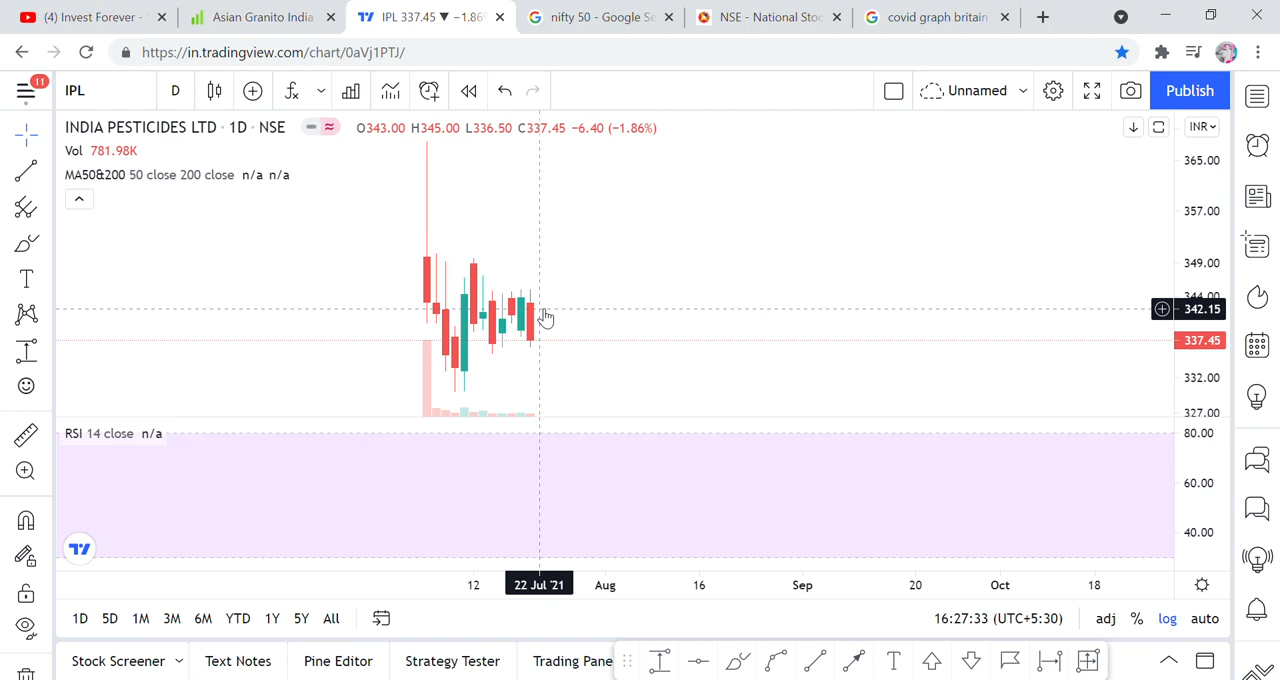 (4) Invest Forever -
Asian Granito India
IPL 337.45 ▼ −1.86
nifty 50 - Google Se
NSE - National Stoc
covid graph britain
https://in.tradingview.com/chart/0aVj1PTJ/
11
IPL
D
Unnamed
Publish
INDIA PESTICIDES LTD · 1D · NSE
O343.00 H345.00 L336.50 C337.45 −6.40 (−1.86%)
INR
Vol 781.98K
MA50&200 50 close 200 close n/a n/a
365.00
357.00
349.00
344.00
342.15
337.45
332.00
327.00
RSI 14 close n/a
80.00
60.00
40.00
12
22 Jul '21
Aug
16
Sep
20
Oct
18
1D 5D 1M 3M 6M YTD 1Y 5Y All
16:27:33 (UTC+5:30)
adj % log auto
Stock Screener
Text Notes
Pine Editor
Strategy Tester
Trading Pane
T